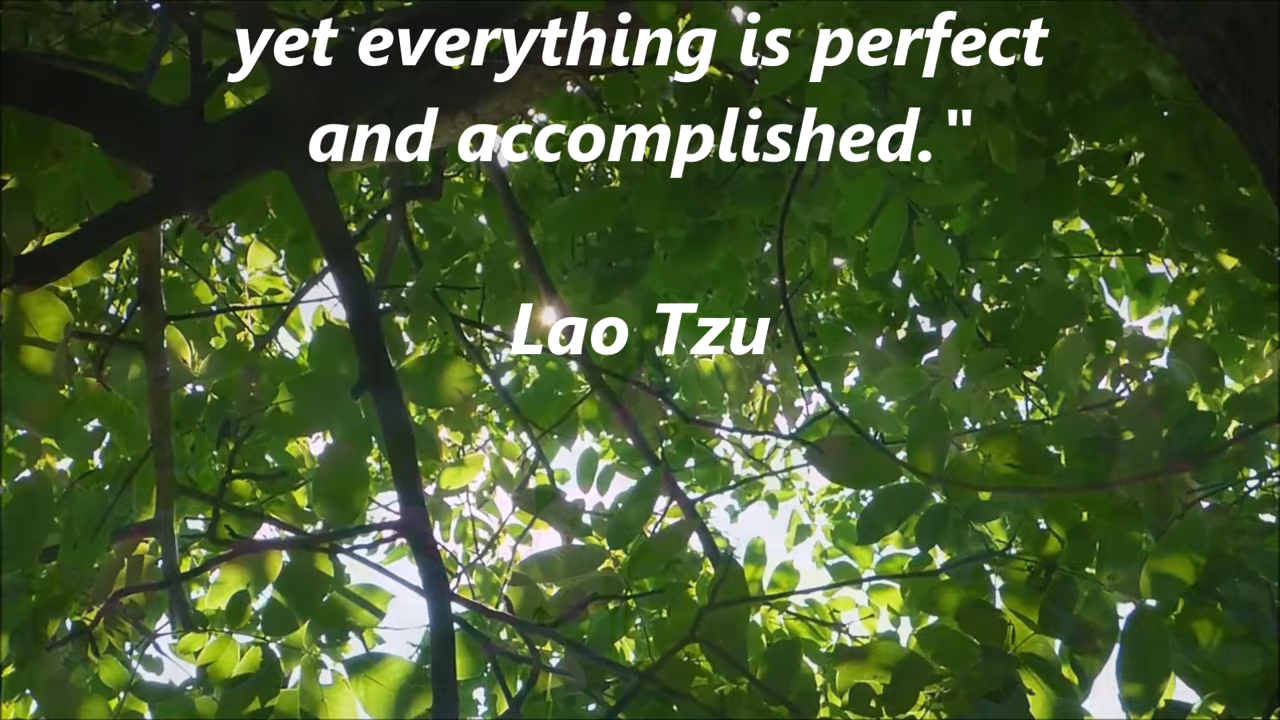 yet everything is perfect
and accomplished."
Lao Tzu